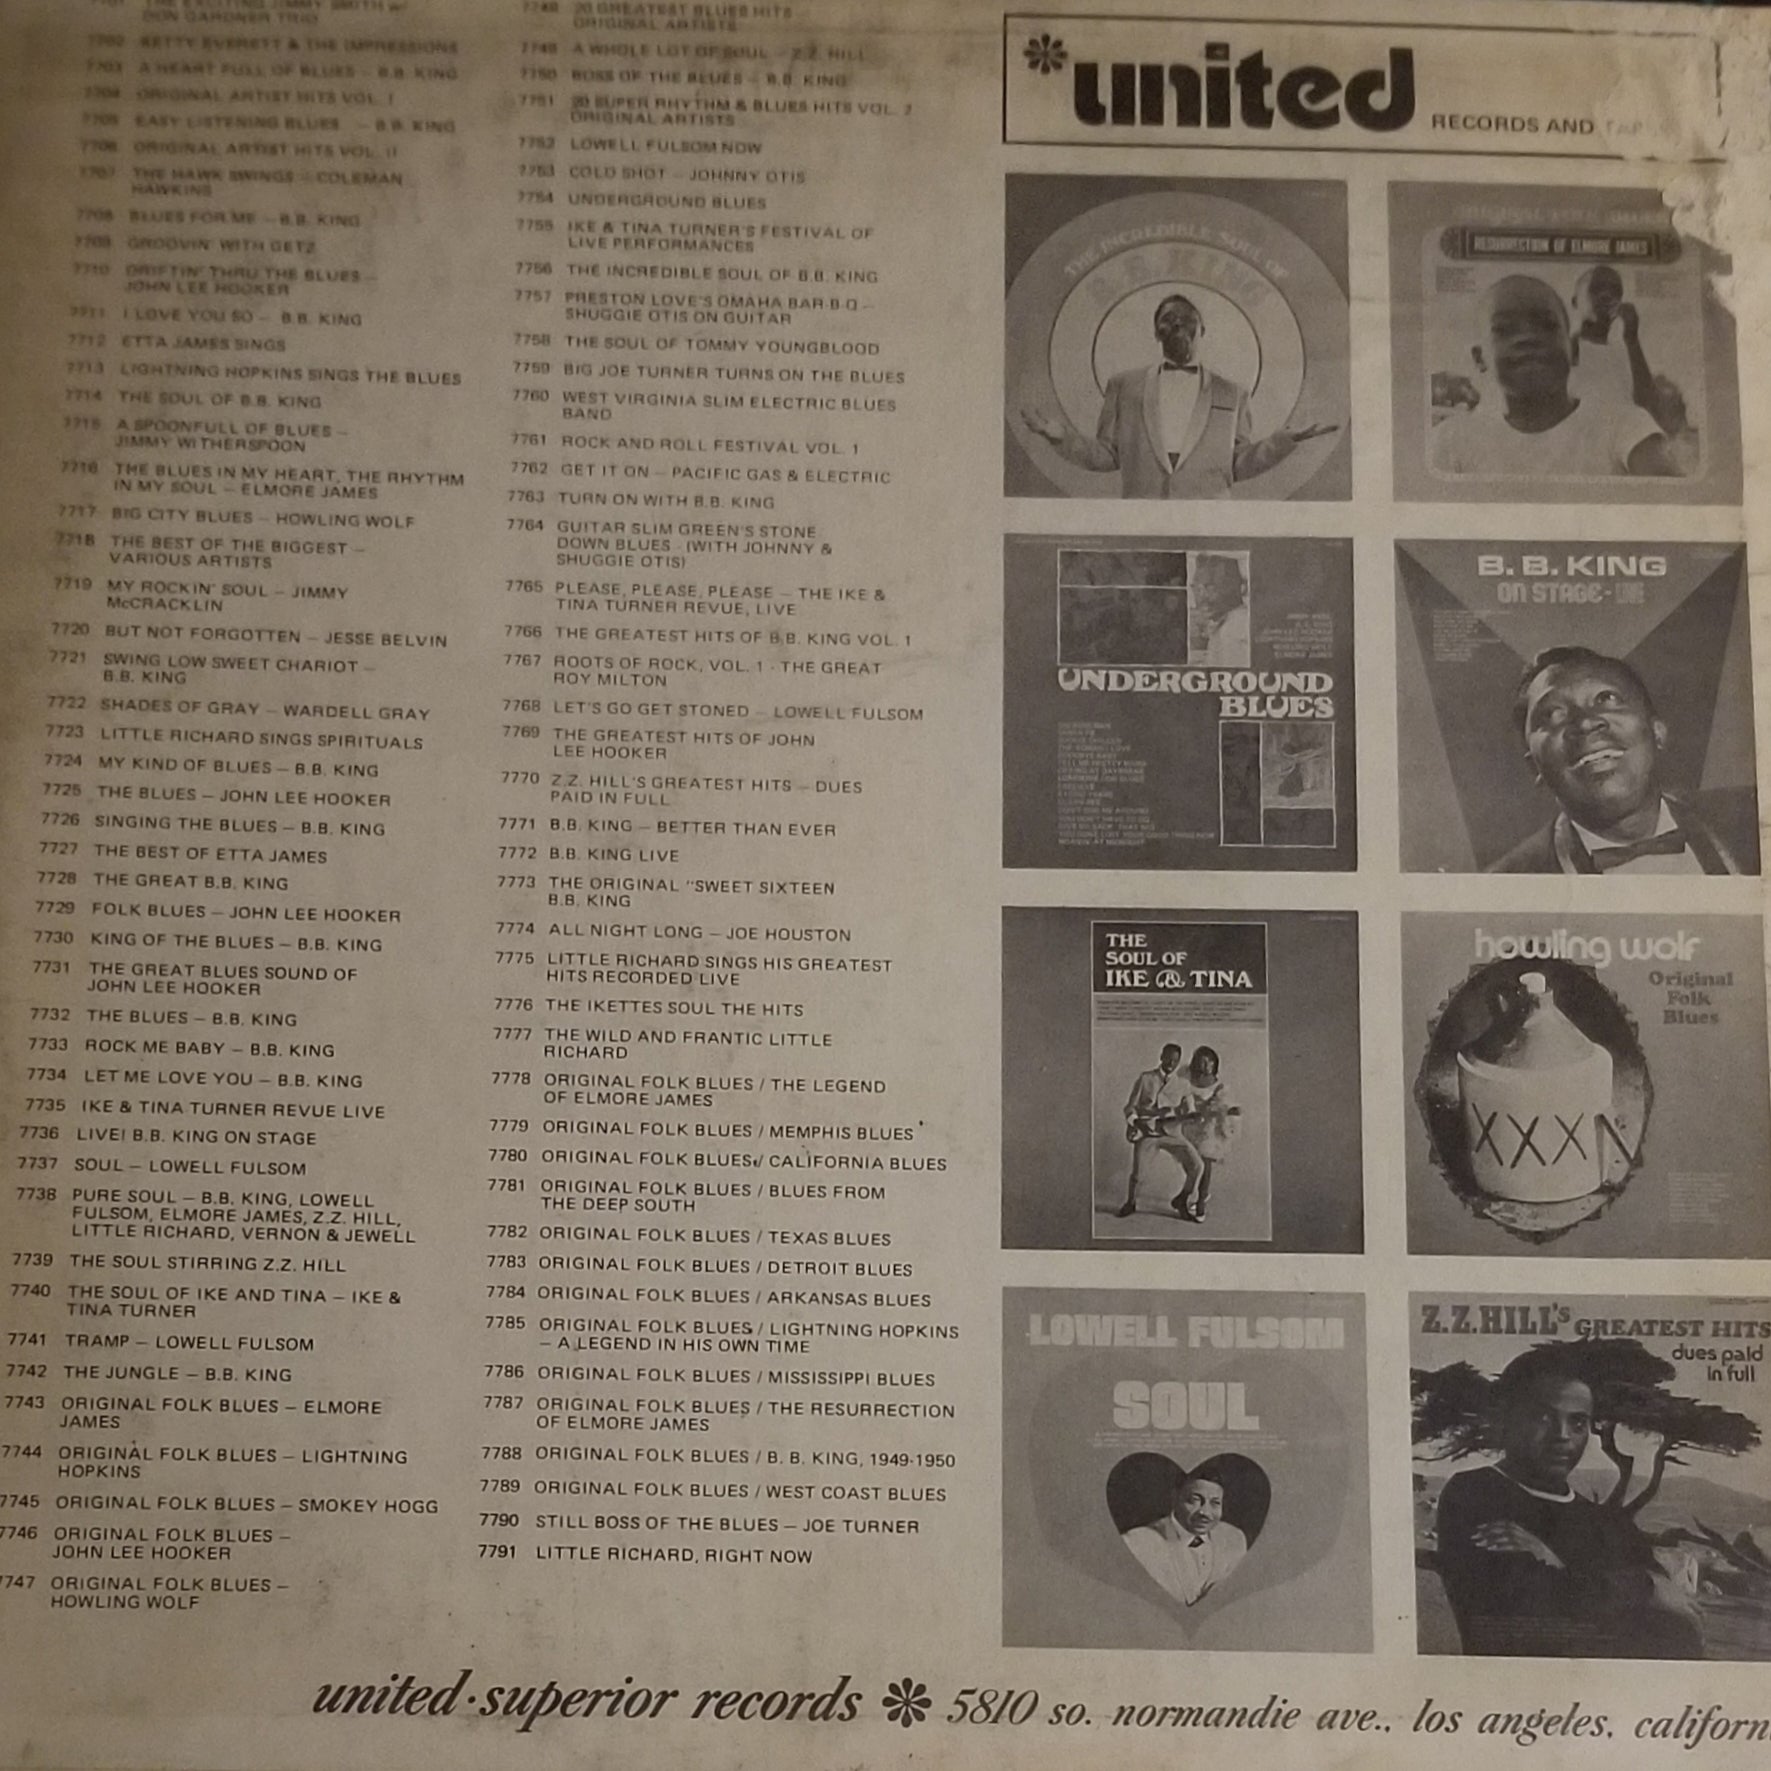 THE EXCITING JIMMY SMITH w/
DON GARDNER TRIO
7702 KETTY EVERETT & THE IMPRESSIONS
7703 A HEART FULL OF BLUES – B.B. KING
7704 ORIGINAL ARTIST HITS VOL. I
7705 EASY LISTENING BLUES – B.B. KING
7706 ORIGINAL ARTIST HITS VOL. II
7707 THE HAWK SWINGS – COLEMAN
HAWKINS
7708 BLUES FOR ME – B.B. KING
7709 GROOVIN' WITH GETZ
7710 DRIFTIN' THRU THE BLUES –
JOHN LEE HOOKER
7711 I LOVE YOU SO – B.B. KING
7712 ETTA JAMES SINGS
7713 LIGHTNING HOPKINS SINGS THE BLUES
7714 THE SOUL OF B.B. KING
7715 A SPOONFULL OF BLUES –
JIMMY WITHERSPOON
7716 THE BLUES IN MY HEART, THE RHYTHM
IN MY SOUL – ELMORE JAMES
7717 BIG CITY BLUES – HOWLING WOLF
7718 THE BEST OF THE BIGGEST –
VARIOUS ARTISTS
7719 MY ROCKIN' SOUL – JIMMY
McCRACKLIN
7720 BUT NOT FORGOTTEN – JESSE BELVIN
7721 SWING LOW SWEET CHARIOT –
B.B. KING
7722 SHADES OF GRAY – WARDELL GRAY
7723 LITTLE RICHARD SINGS SPIRITUALS
7724 MY KIND OF BLUES – B.B. KING
7725 THE BLUES – JOHN LEE HOOKER
7726 SINGING THE BLUES – B.B. KING
7727 THE BEST OF ETTA JAMES
7728 THE GREAT B.B. KING
7729 FOLK BLUES – JOHN LEE HOOKER
7730 KING OF THE BLUES – B.B. KING
7731 THE GREAT BLUES SOUND OF
JOHN LEE HOOKER
7732 THE BLUES – B.B. KING
7733 ROCK ME BABY – B.B. KING
7734 LET ME LOVE YOU – B.B. KING
7735 IKE & TINA TURNER REVUE LIVE
7736 LIVE! B.B. KING ON STAGE
7737 SOUL – LOWELL FULSOM
7738 PURE SOUL – B.B. KING, LOWELL
FULSOM, ELMORE JAMES, Z.Z. HILL,
LITTLE RICHARD, VERNON & JEWELL
7739 THE SOUL STIRRING Z.Z. HILL
7740 THE SOUL OF IKE AND TINA – IKE &
TINA TURNER
7741 TRAMP – LOWELL FULSOM
7742 THE JUNGLE – B.B. KING
7743 ORIGINAL FOLK BLUES – ELMORE
JAMES
7744 ORIGINAL FOLK BLUES – LIGHTNING
HOPKINS
7745 ORIGINAL FOLK BLUES – SMOKEY HOGG
7746 ORIGINAL FOLK BLUES –
JOHN LEE HOOKER
7747 ORIGINAL FOLK BLUES –
HOWLING WOLF
7748 20 GREATEST BLUES HITS
ORIGINAL ARTISTS
7749 A WHOLE LOT OF SOUL – Z.Z. HILL
7750 BOSS OF THE BLUES – B.B. KING
7751 20 SUPER RHYTHM & BLUES HITS VOL. 2
ORIGINAL ARTISTS
7752 LOWELL FULSOM NOW
7753 COLD SHOT – JOHNNY OTIS
7754 UNDERGROUND BLUES
7755 IKE & TINA TURNER'S FESTIVAL OF
LIVE PERFORMANCES
7756 THE INCREDIBLE SOUL OF B.B. KING
7757 PRESTON LOVE'S OMAHA BAR-B-Q –
SHUGGIE OTIS ON GUITAR
7758 THE SOUL OF TOMMY YOUNGBLOOD
7759 BIG JOE TURNER TURNS ON THE BLUES
7760 WEST VIRGINIA SLIM ELECTRIC BLUES
BAND
7761 ROCK AND ROLL FESTIVAL VOL. 1
7762 GET IT ON – PACIFIC GAS & ELECTRIC
7763 TURN ON WITH B.B. KING
7764 GUITAR SLIM GREEN'S STONE
DOWN BLUES - (WITH JOHNNY &
SHUGGIE OTIS)
7765 PLEASE, PLEASE, PLEASE – THE IKE &
TINA TURNER REVUE, LIVE
7766 THE GREATEST HITS OF B.B. KING VOL. 1
7767 ROOTS OF ROCK, VOL. 1 - THE GREAT
ROY MILTON
7768 LET'S GO GET STONED – LOWELL FULSOM
7769 THE GREATEST HITS OF JOHN
LEE HOOKER
7770 Z.Z. HILL'S GREATEST HITS – DUES
PAID IN FULL
7771 B.B. KING – BETTER THAN EVER
7772 B.B. KING LIVE
7773 THE ORIGINAL "SWEET SIXTEEN
B.B. KING
7774 ALL NIGHT LONG – JOE HOUSTON
7775 LITTLE RICHARD SINGS HIS GREATEST
HITS RECORDED LIVE
7776 THE IKETTES SOUL THE HITS
7777 THE WILD AND FRANTIC LITTLE
RICHARD
7778 ORIGINAL FOLK BLUES / THE LEGEND
OF ELMORE JAMES
7779 ORIGINAL FOLK BLUES / MEMPHIS BLUES
7780 ORIGINAL FOLK BLUES / CALIFORNIA BLUES
7781 ORIGINAL FOLK BLUES / BLUES FROM
THE DEEP SOUTH
7782 ORIGINAL FOLK BLUES / TEXAS BLUES
7783 ORIGINAL FOLK BLUES / DETROIT BLUES
7784 ORIGINAL FOLK BLUES / ARKANSAS BLUES
7785 ORIGINAL FOLK BLUES / LIGHTNING HOPKINS
– A LEGEND IN HIS OWN TIME
7786 ORIGINAL FOLK BLUES / MISSISSIPPI BLUES
7787 ORIGINAL FOLK BLUES / THE RESURRECTION
OF ELMORE JAMES
7788 ORIGINAL FOLK BLUES / B. B. KING, 1949-1950
7789 ORIGINAL FOLK BLUES / WEST COAST BLUES
7790 STILL BOSS OF THE BLUES – JOE TURNER
7791 LITTLE RICHARD, RIGHT NOW
united
RECORDS AND
THE INCREDIBLE SOUL OF
B.B. KING
RESURRECTION OF ELMORE JAMES
UNDERGROUND
BLUES
B.B. KING
ON STAGE - LIVE
THE
SOUL OF
IKE & TINA
howling wolf
Original
Folk
Blues
XXX
LOWELL FULSOM
SOUL
Z.Z. HILL's GREATEST HITS
dues paid
in full
united·superior records 5810 so. normandie ave., los angeles, californ